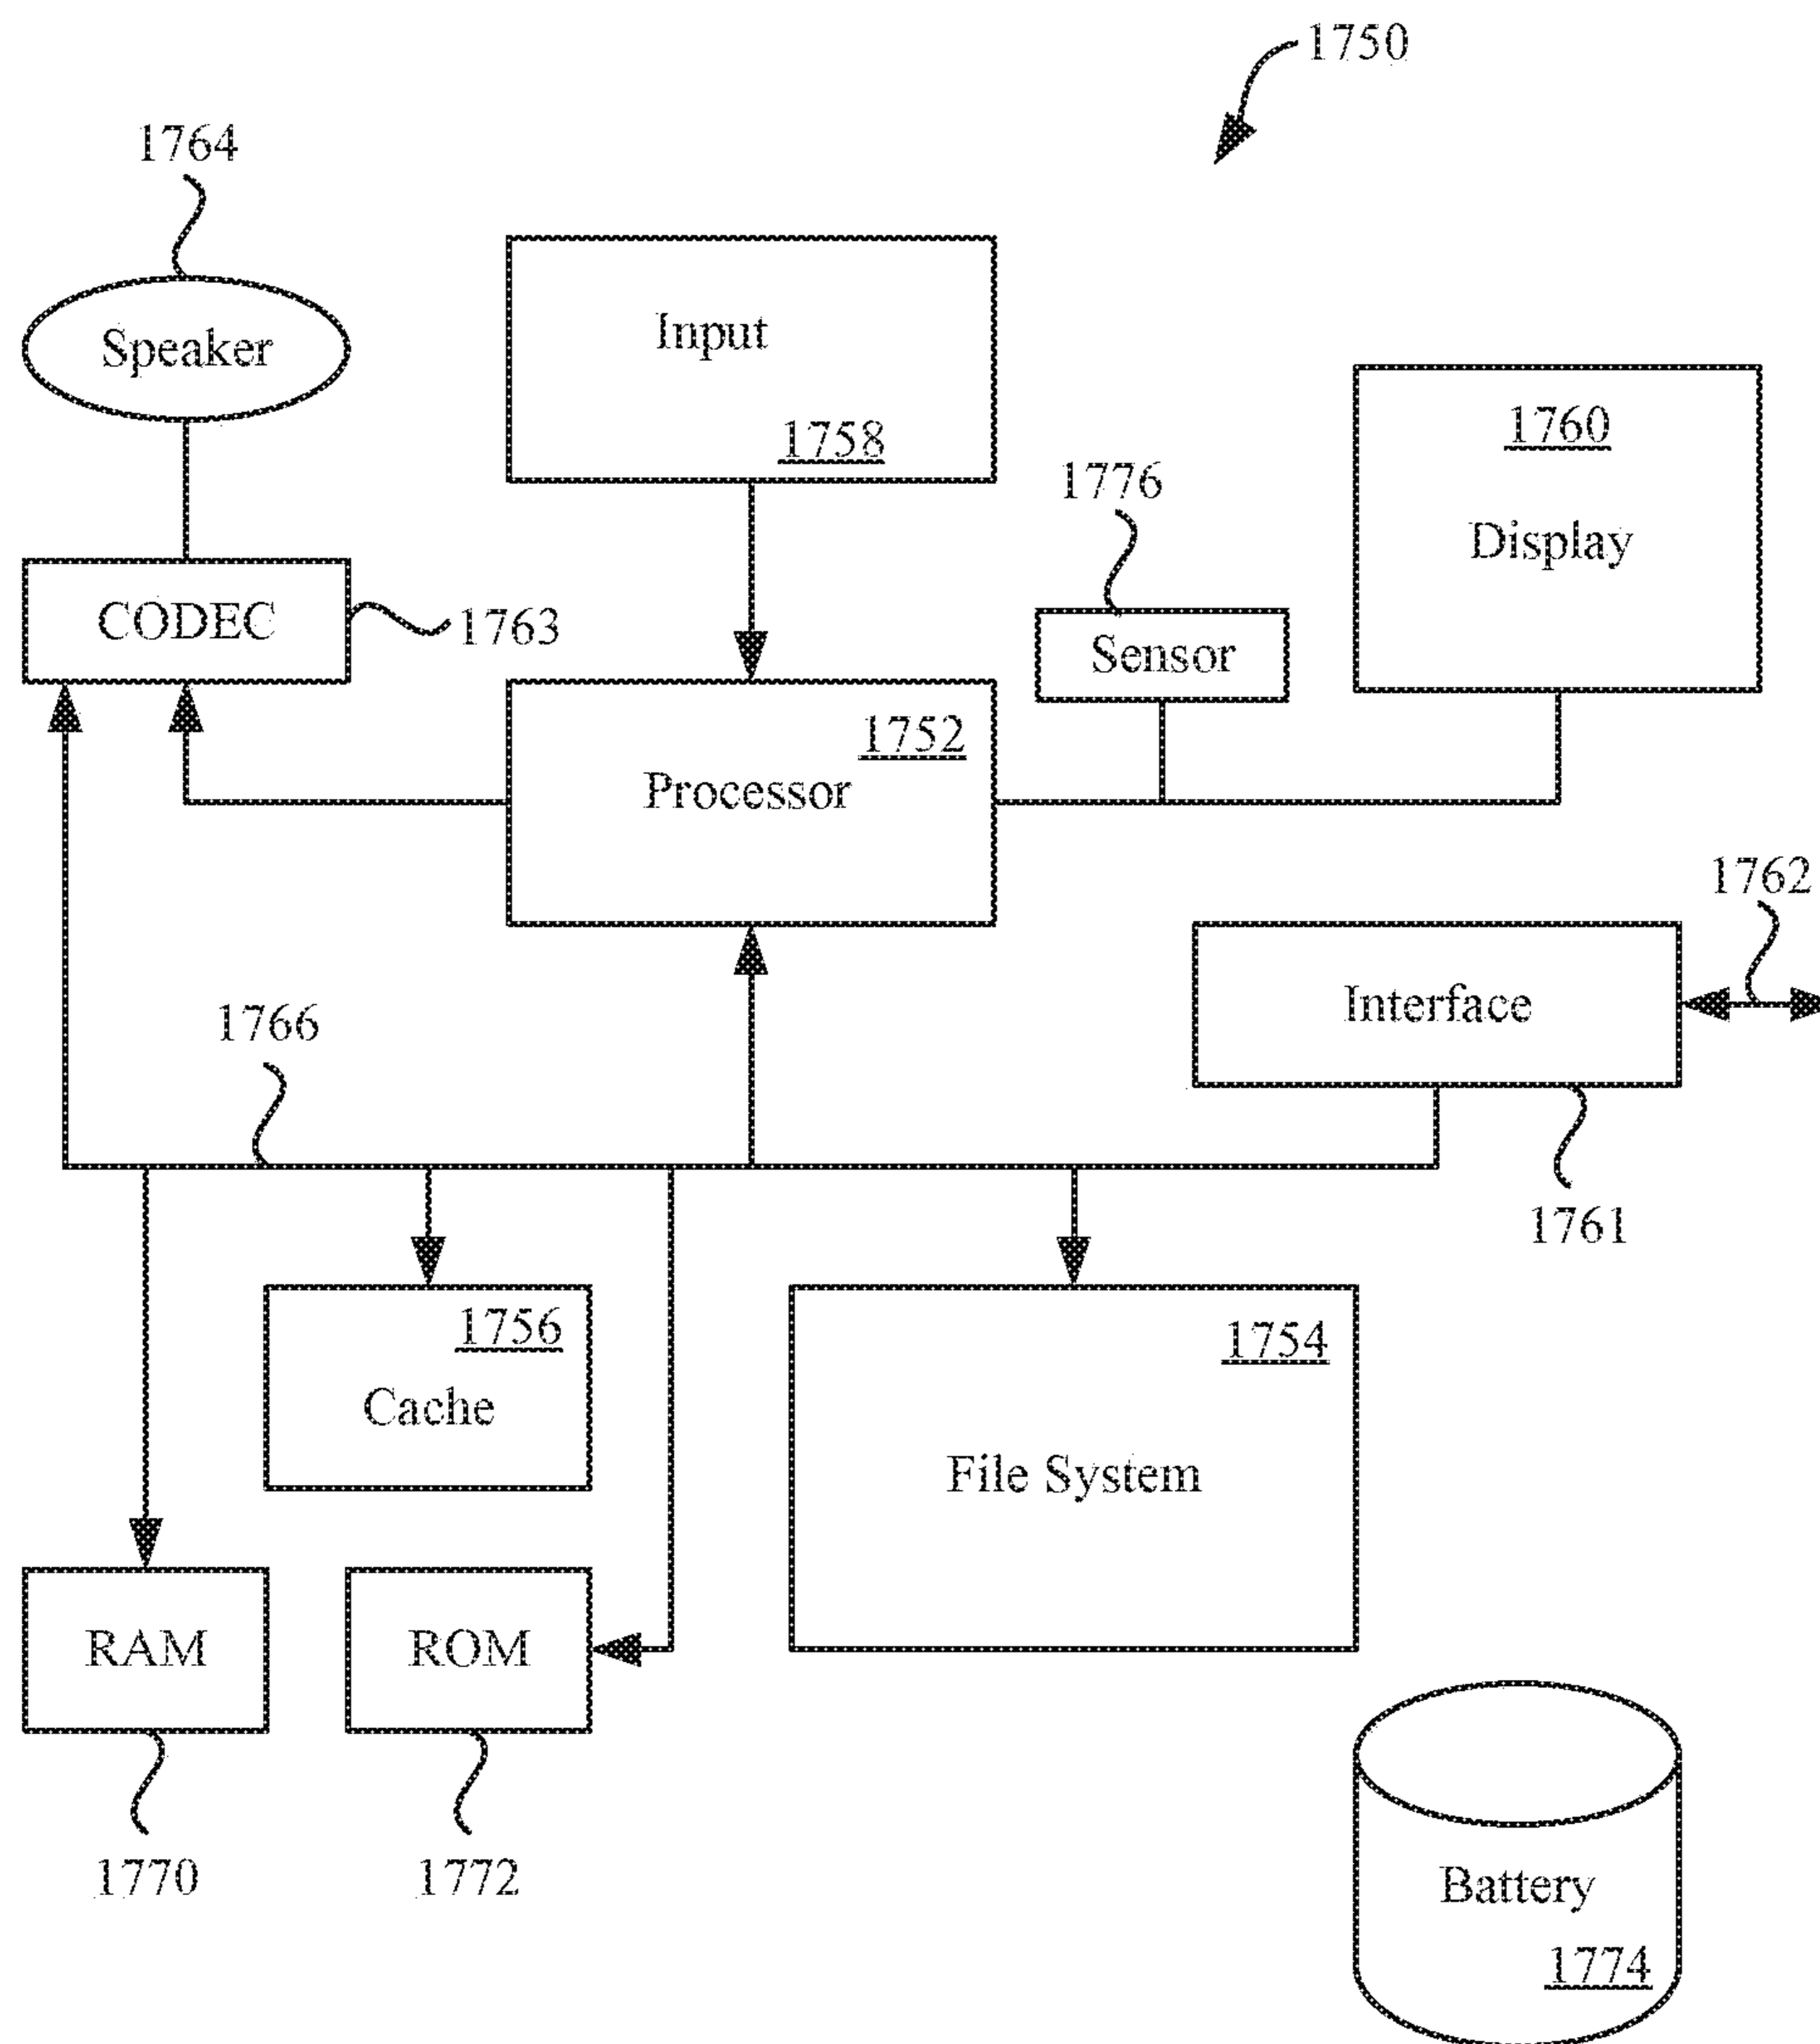 1750
1764
Speaker
Input
1758
1760
Display
1776
Sensor
CODEC
1763
1752
Processor
1762
Interface
1766
1761
1756
Cache
1754
File System
RAM
ROM
1770
1772
Battery
1774